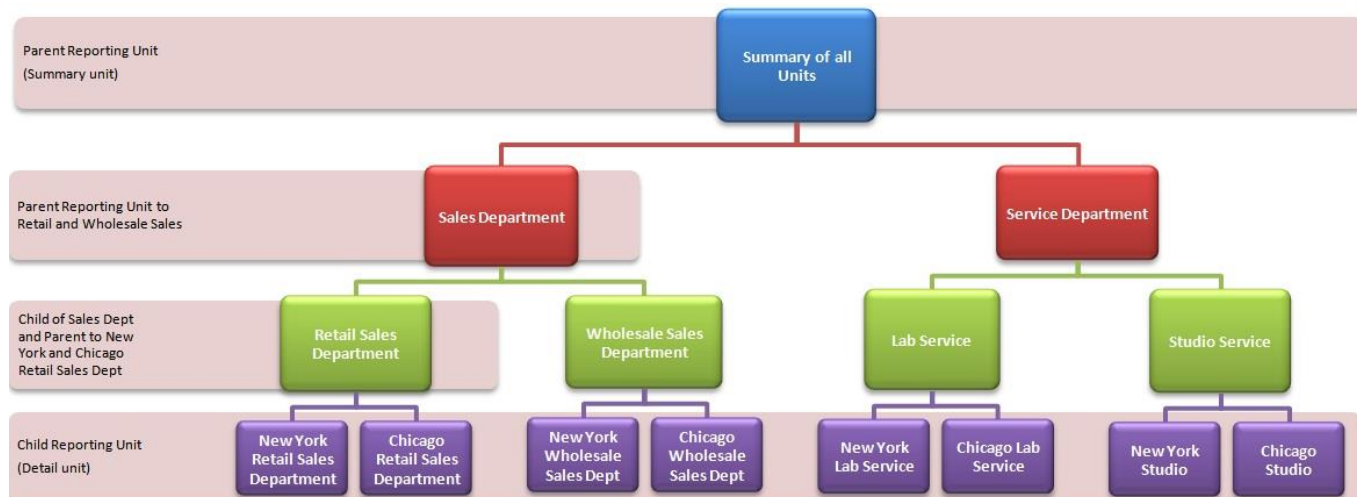 Parent Reporting Unit
(Summary unit)
Summary of all
Units
Parent Reporting Unit to
Retail and Wholesale Sales
Sales Department
Service Department
Child of Sales Dept
and Parent to New
York and Chicago
Retail Sales Dept
Retail Sales
Department
Wholesale Sales
Department
Lab Service
Studio Service
Child Reporting Unit
(Detail unit)
New York
Retail Sales
Department
Chicago
Retail Sales
Department
New York
Wholesale
Sales Dept
Chicago
Wholesale
Sales Dept
New York
Lab Service
Chicago Lab
Service
New York
Studio
Chicago
Studio